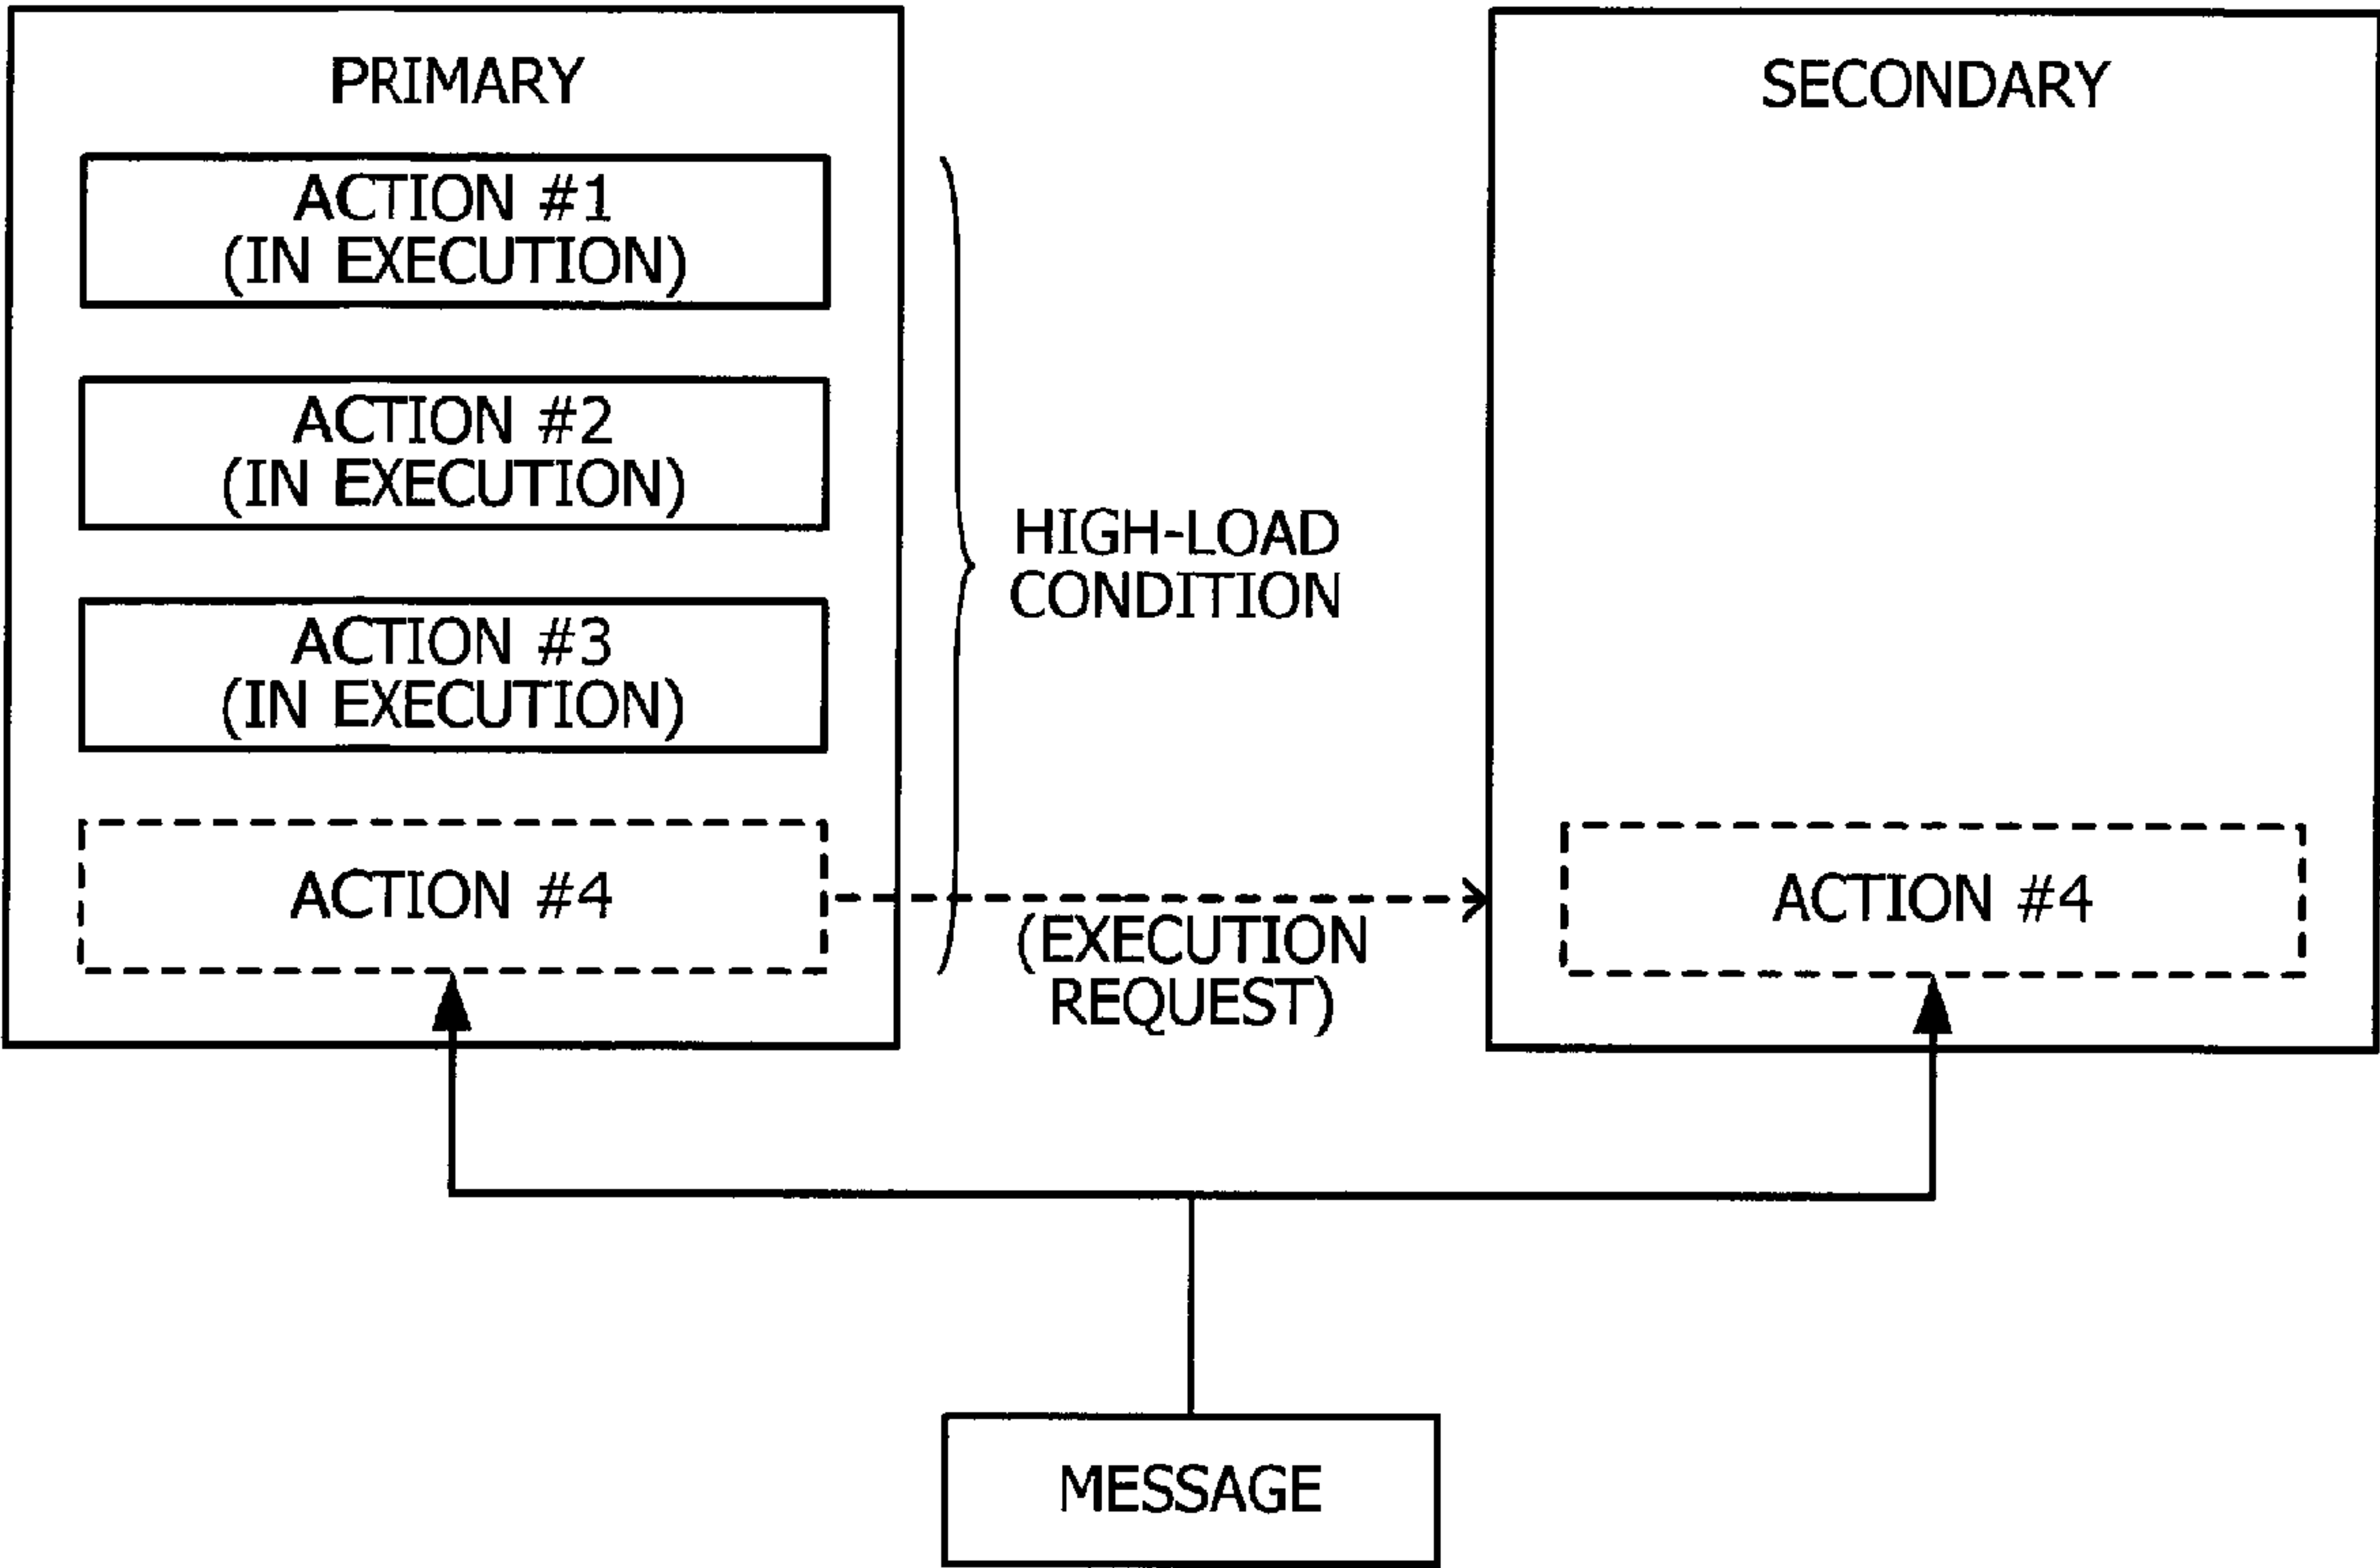 PRIMARY
ACTION #1
(IN EXECUTION)
ACTION #2
(IN EXECUTION)
ACTION #3
(IN EXECUTION)
ACTION #4
HIGH-LOAD
CONDITION
(EXECUTION
REQUEST)
SECONDARY
ACTION #4
MESSAGE